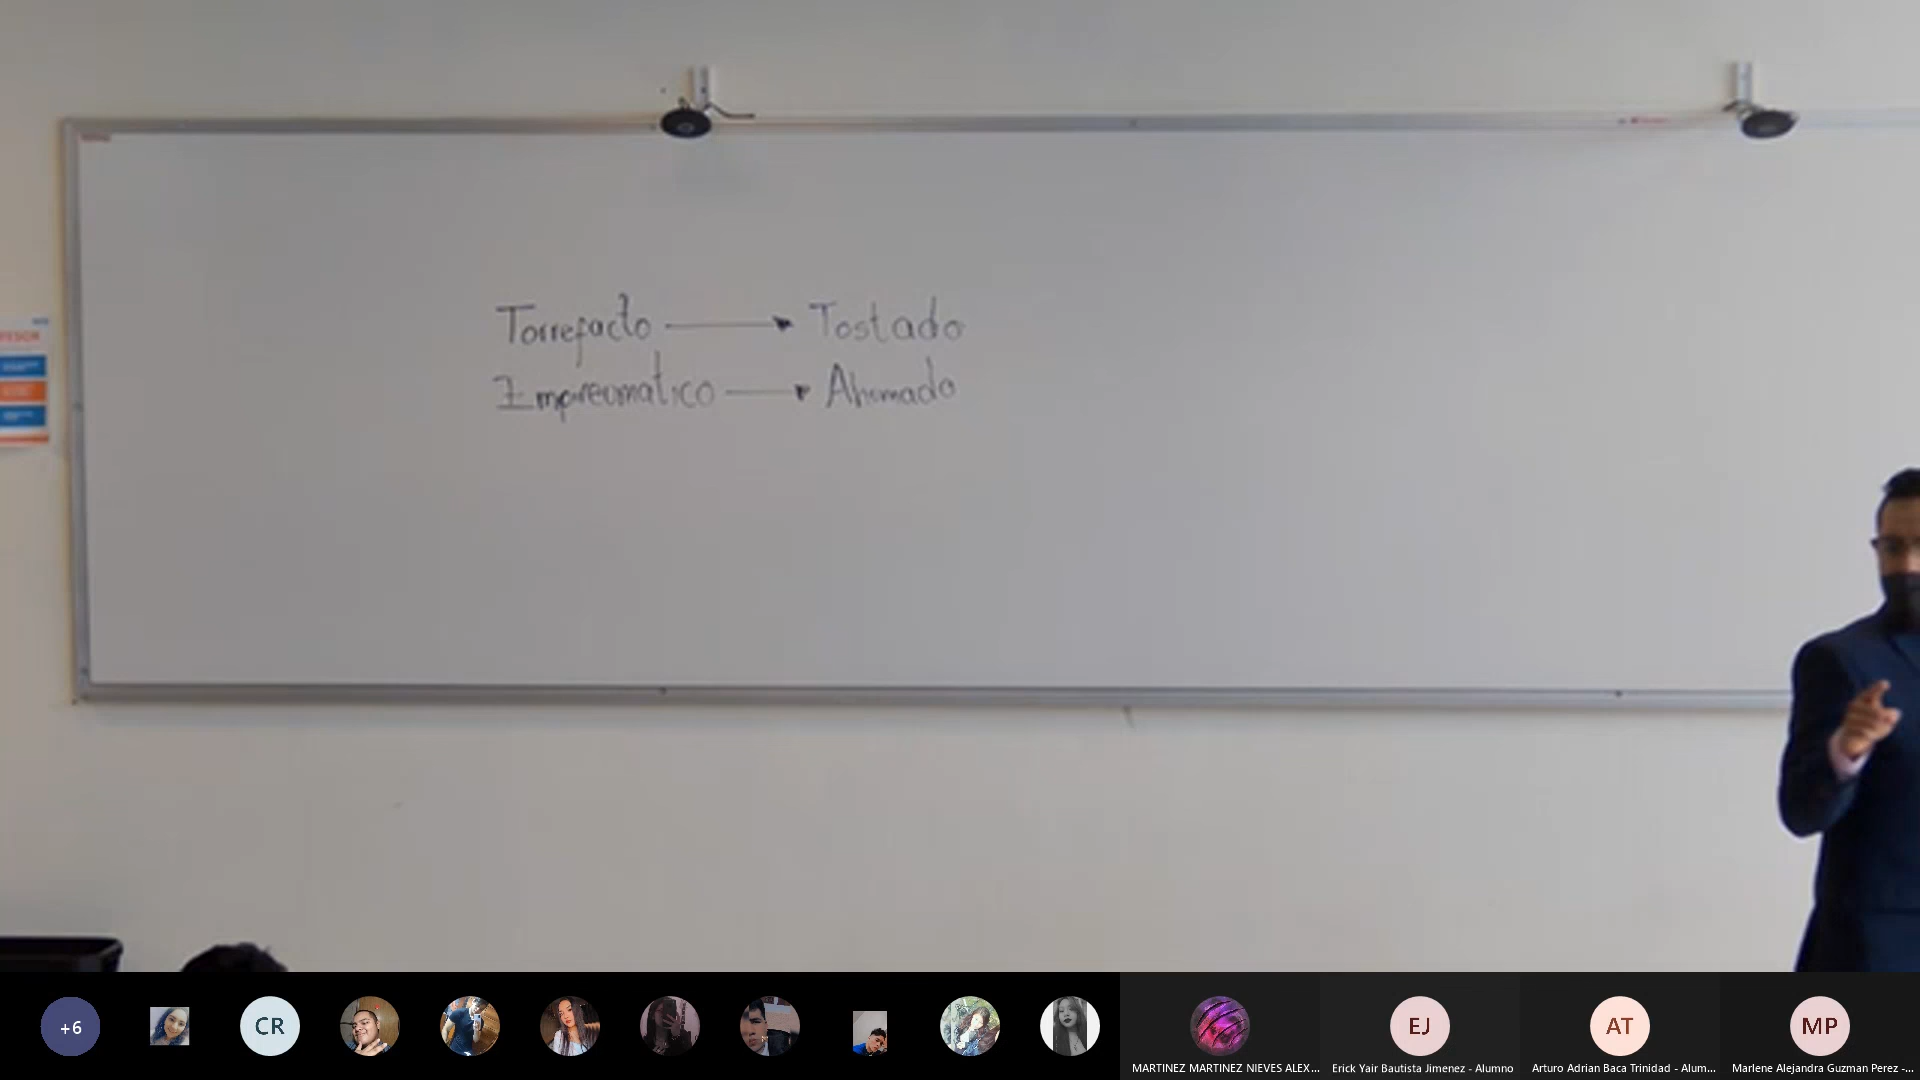 Torrefacto → Tostado
Empireumatico → Ahumado
+6
CR
EJ
AT
MP
MARTINEZ MARTINEZ NIEVES ALEX...
Erick Yair Bautista Jimenez - Alumno
Arturo Adrian Baca Trinidad - Alum...
Marlene Alejandra Guzman Perez -...